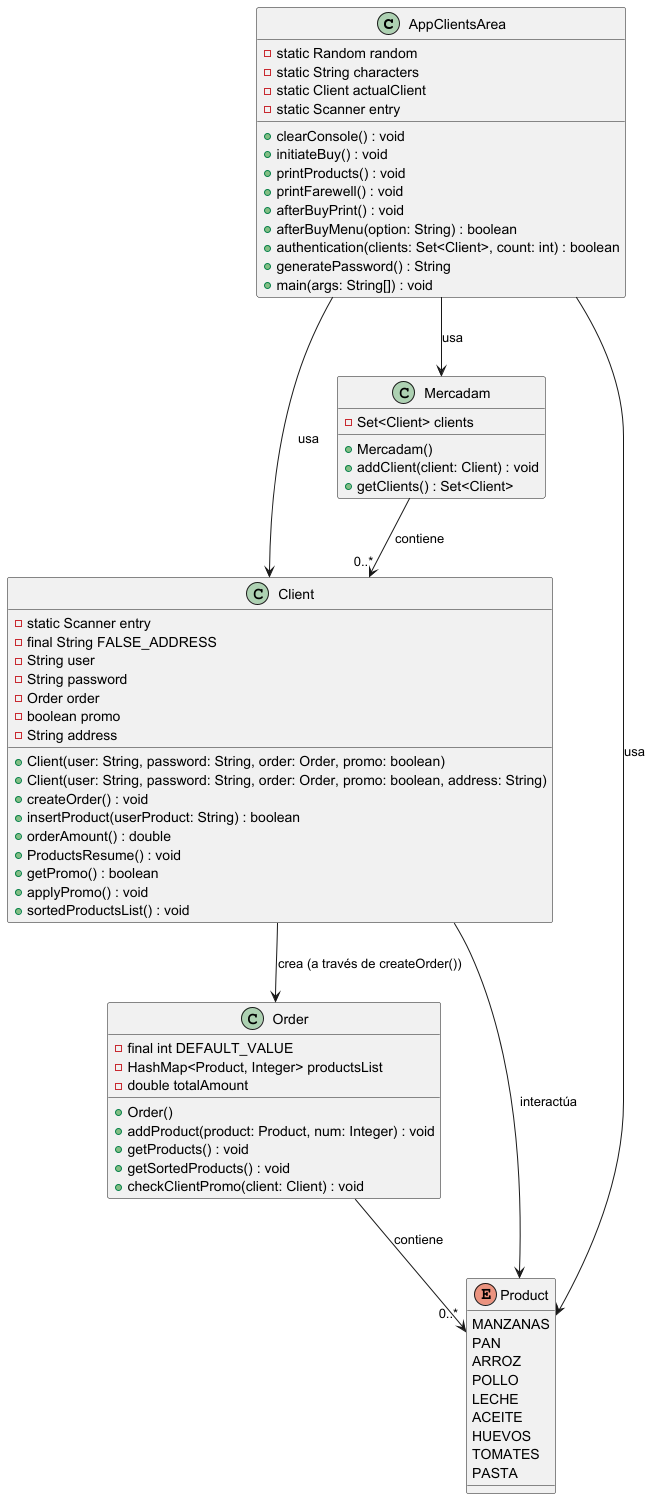 C AppClientsArea
static Random random
static String characters
static Client actualClient
static Scanner entry
clearConsole() : void
initiateBuy() : void
printProducts() : void
printFarewell() : void
afterBuyPrint() : void
afterBuyMenu(option: String) : boolean
authentication(clients: Set<Client>, count: int) : boolean
generatePassword() : String
main(args: String[]) : void
usa
C Mercadam
Set<Client> clients
Mercadam()
addClient(client: Client) : void
getClients() : Set<Client>
usa
contiene
0..*
C Client
static Scanner entry
final String FALSE_ADDRESS
String user
String password
Order order
boolean promo
String address
Client(user: String, password: String, order: Order, promo: boolean)
Client(user: String, password: String, order: Order, promo: boolean, address: String)
createOrder() : void
insertProduct(userProduct: String) : boolean
orderAmount() : double
ProductsResume() : void
getPromo() : boolean
applyPromo() : void
sortedProductsList() : void
usa
crea (a través de createOrder())
C Order
final int DEFAULT_VALUE
HashMap<Product, Integer> productsList
double totalAmount
Order()
addProduct(product: Product, num: Integer) : void
getProducts() : void
getSortedProducts() : void
checkClientPromo(client: Client) : void
interactúa
contiene
0..*
E Product
MANZANAS
PAN
ARROZ
POLLO
LECHE
ACEITE
HUEVOS
TOMATES
PASTA